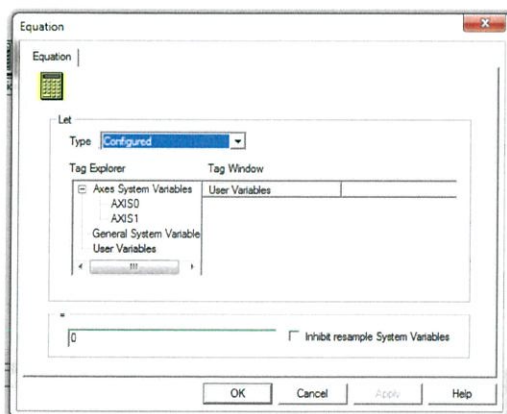 Equation
Equation
Let
Type Configured
Tag Explorer Tag Window
Axes System Variables User Variables
AXIS0
AXIS1
General System Variable
User Variables
=
0 Inhibit resample System Variables
OK Cancel Apply Help